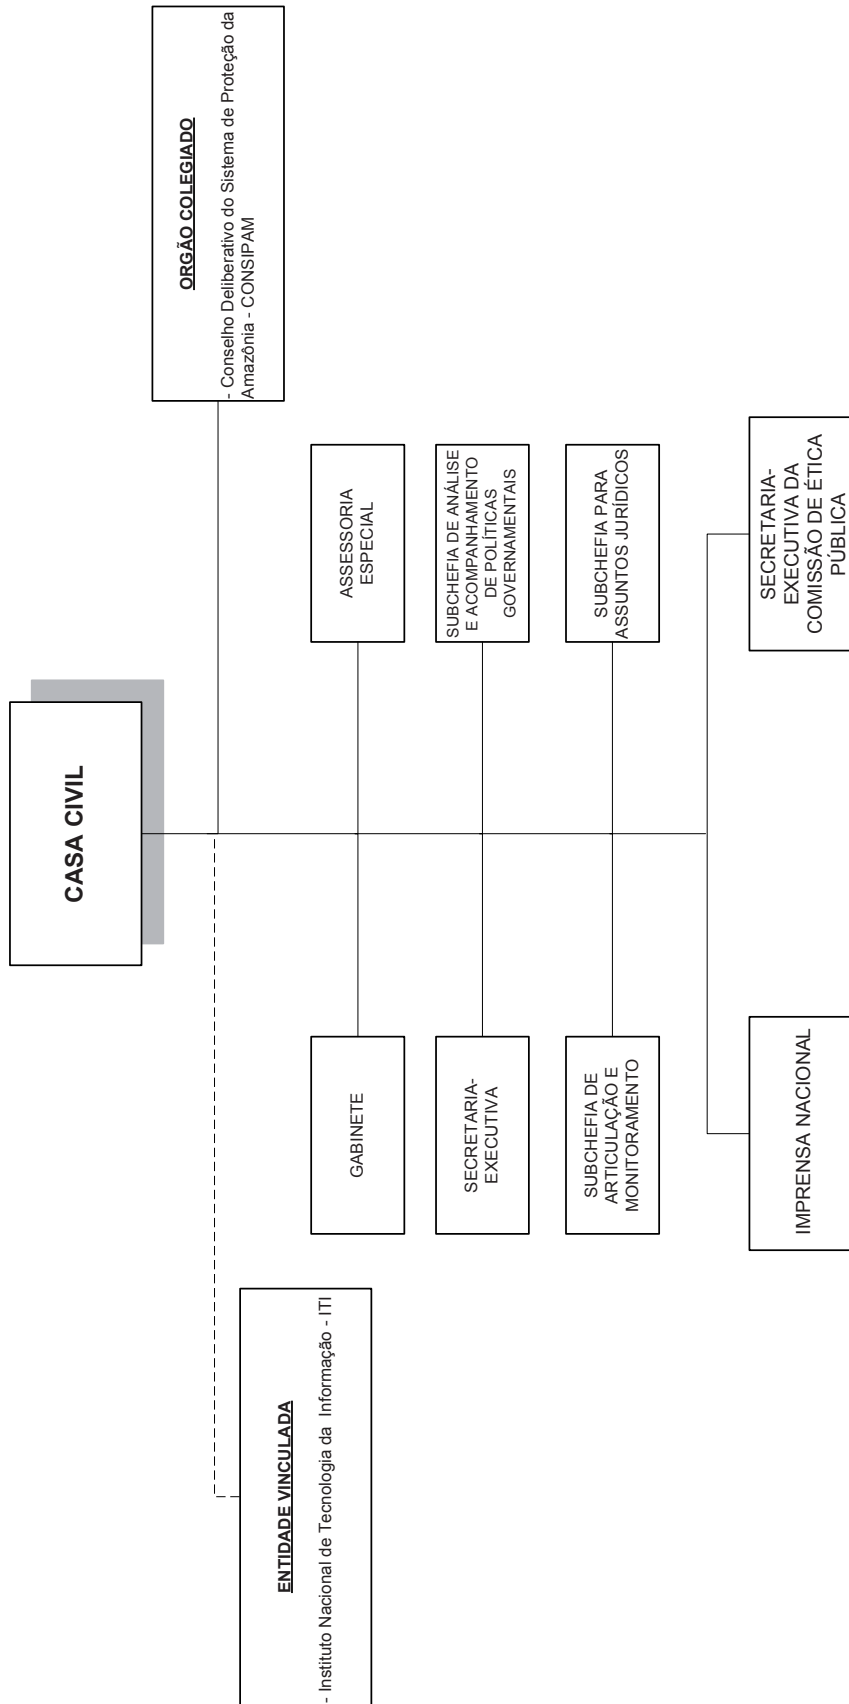 CASA CIVIL
ORGÃO COLEGIADO
- Conselho Deliberativo do Sistema de Proteção da
Amazônia - CONSIPAM
ENTIDADE VINCULADA
- Instituto Nacional de Tecnologia da Informação - ITI
GABINETE
ASSESSORIA
ESPECIAL
SECRETARIA-
EXECUTIVA
SUBCHEFIA DE ANÁLISE
E ACOMPANHAMENTO
DE POLÍTICAS
GOVERNAMENTAIS
SUBCHEFIA DE
ARTICULAÇÃO E
MONITORAMENTO
SUBCHEFIA PARA
ASSUNTOS JURÍDICOS
IMPRENSA NACIONAL
SECRETARIA-
EXECUTIVA DA
COMISSÃO DE ÉTICA
PÚBLICA